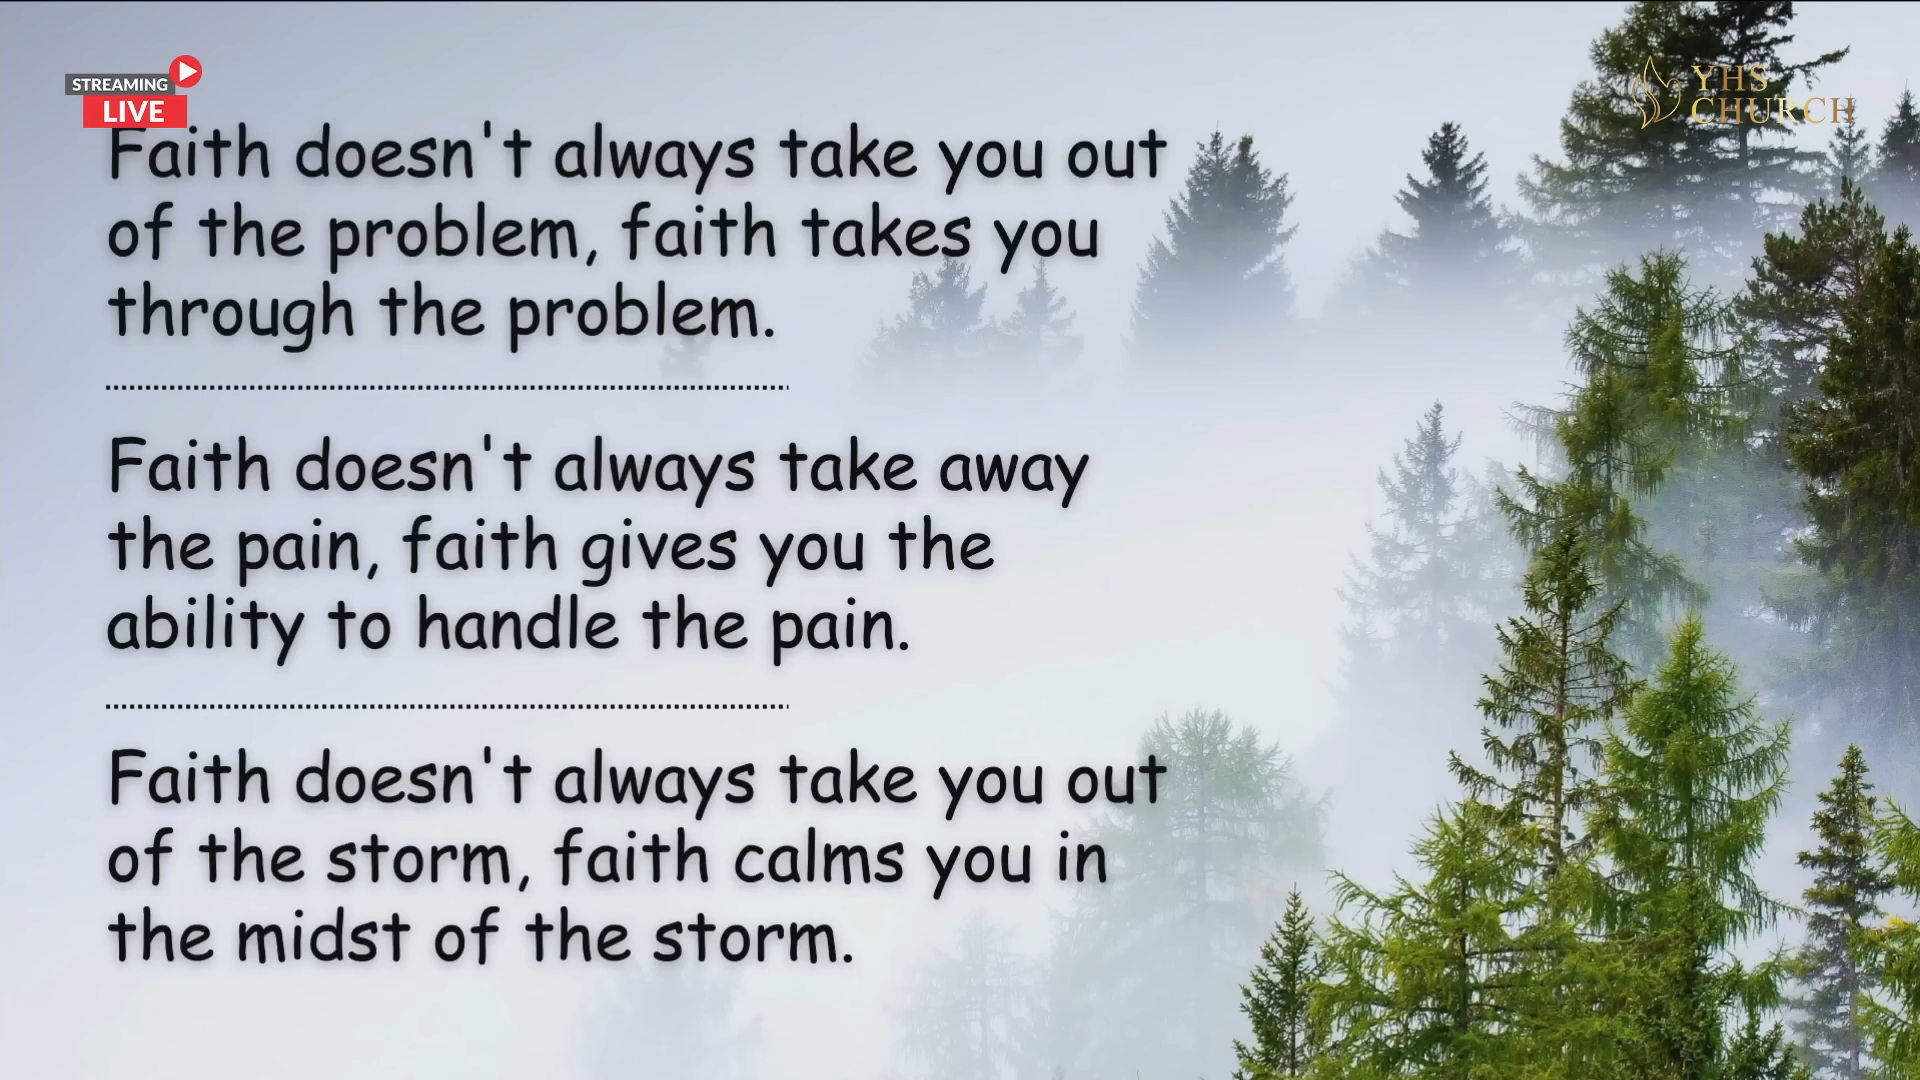 STREAMING
LIVE
YHS
CHURCH
Faith doesn't always take you out
of the problem, faith takes you
through the problem.
Faith doesn't always take away
the pain, faith gives you the
ability to handle the pain.
Faith doesn't always take you out
of the storm, faith calms you in
the midst of the storm.